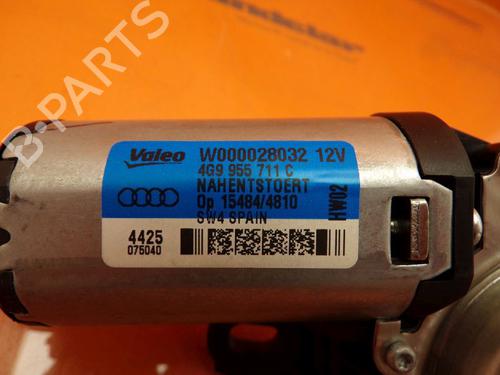 B-PARTS
Valeo W000028032 12V
4G9 955 711 C
NAHENTSTOERT
Op 15484/4810
SW4 SPAIN
HW02
4425
075040